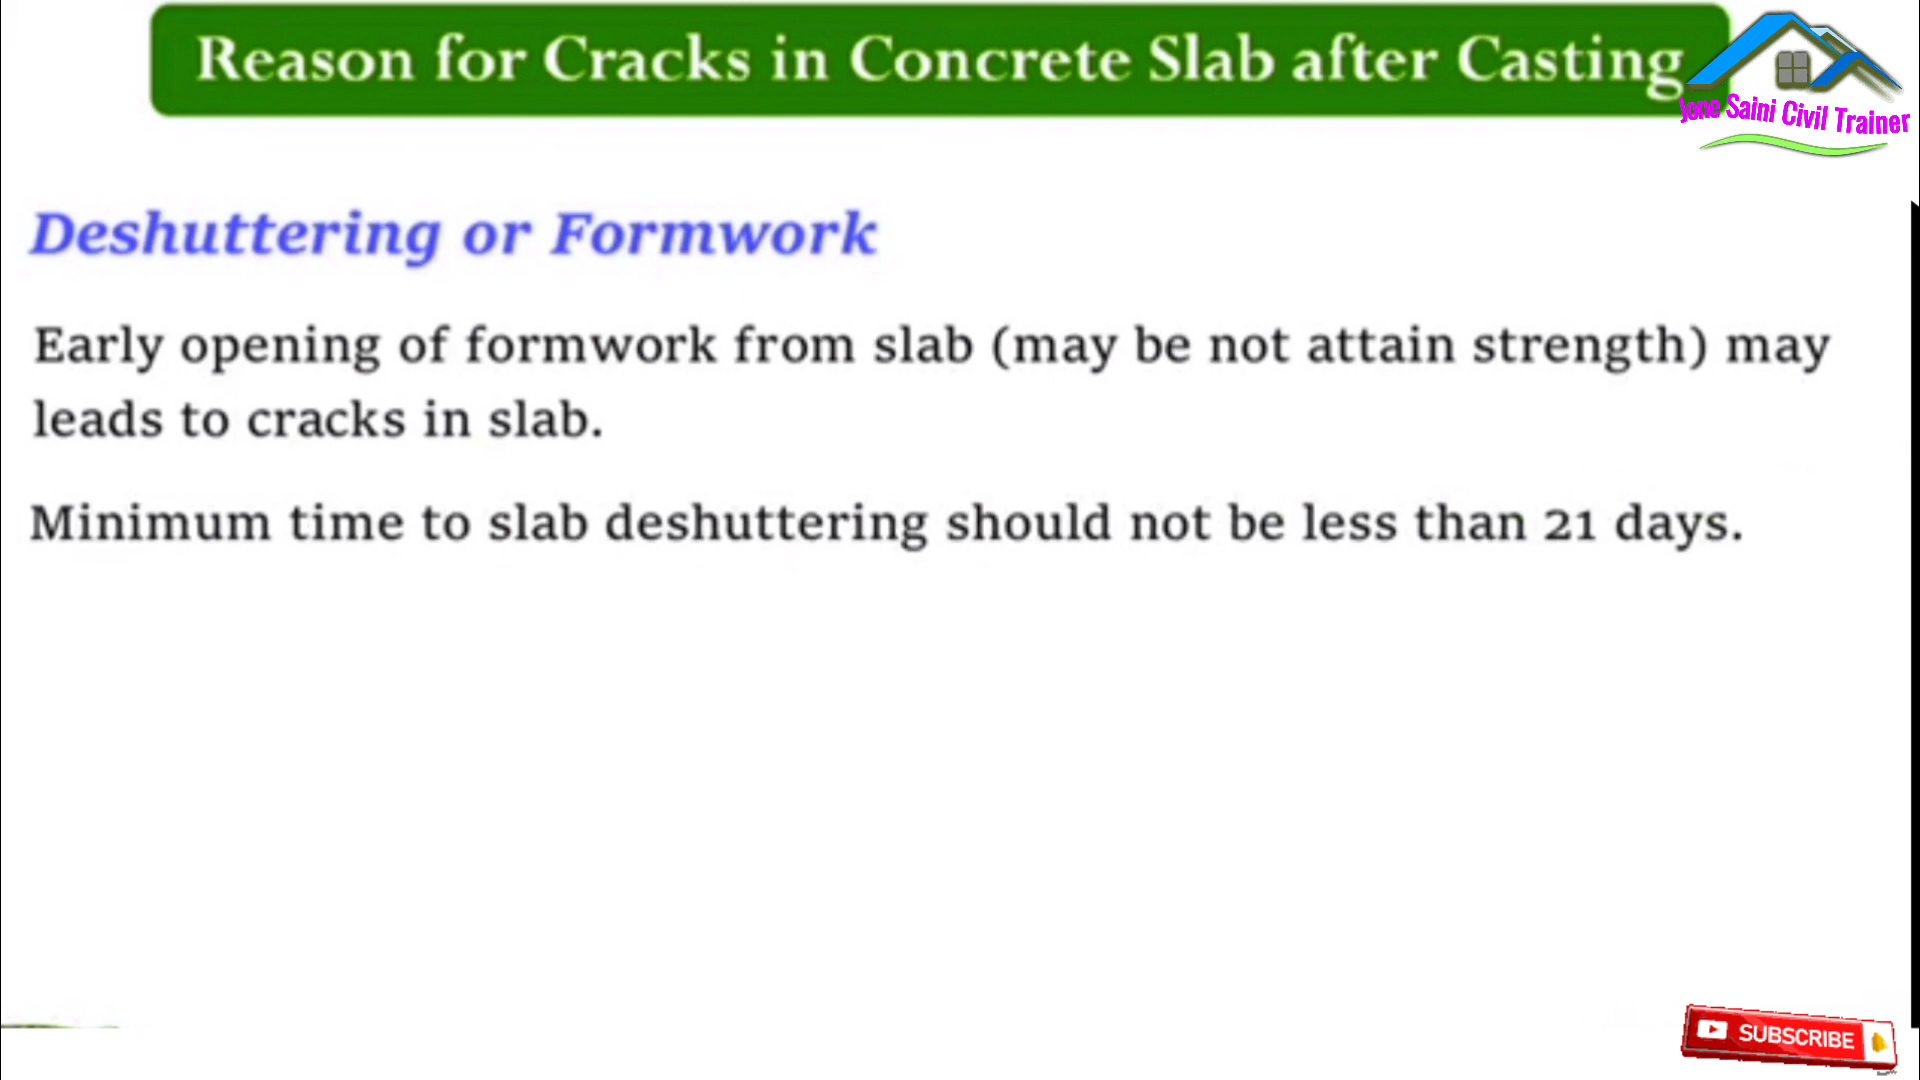 Reason for Cracks in Concrete Slab after Casting
Jone Saini Civil Trainer
Deshuttering or Formwork
Early opening of formwork from slab (may be not attain strength) may
leads to cracks in slab.
Minimum time to slab deshuttering should not be less than 21 days.
SUBSCRIBE